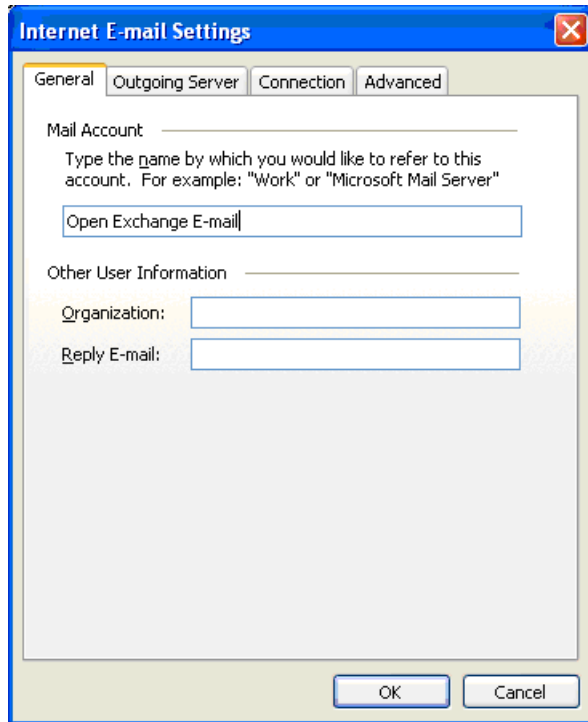 Internet E-mail Settings
General Outgoing Server Connection Advanced
Mail Account
Type the name by which you would like to refer to this
account.  For example: "Work" or "Microsoft Mail Server"
Open Exchange E-mail
Other User Information
Organization:
Reply E-mail:
OK Cancel